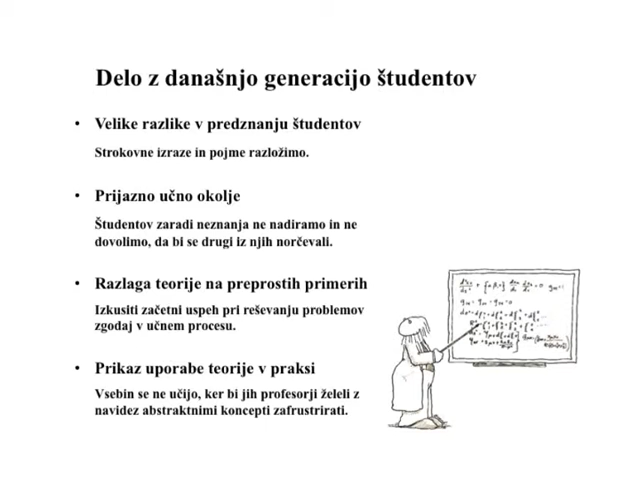 Delo z današnjo generacijo študentov
• Velike razlike v predznanju študentov
Strokovne izraze in pojme razložimo.
• Prijazno učno okolje
Študentov zaradi neznanja ne nadiramo in ne
dovolimo, da bi se drugi iz njih norčevali.
• Razlaga teorije na preprostih primerih
Izkusiti začetni uspeh pri reševanju problemov
zgodaj v učnem procesu.
• Prikaz uporabe teorije v praksi
Vsebin se ne učijo, ker bi jih profesorji želeli z
navidez abstraktnimi koncepti zafrustrirati.